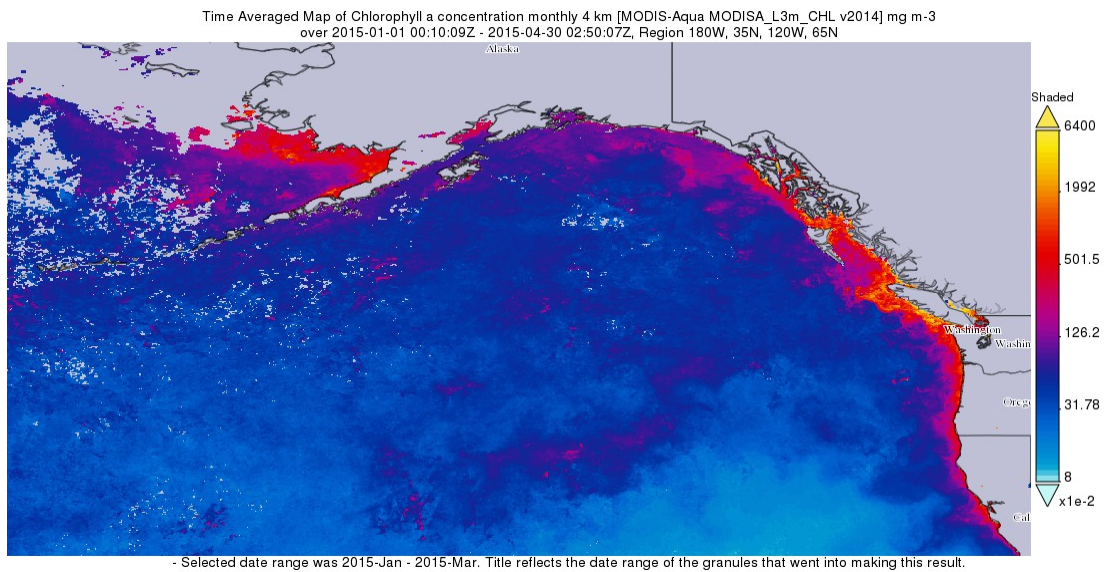 Time Averaged Map of Chlorophyll a concentration monthly 4 km [MODIS-Aqua MODISA_L3m_CHL v2014] mg m-3
over 2015-01-01 00:10:09Z - 2015-04-30 02:50:07Z, Region 180W, 35N, 120W, 65N
Alaska
Shaded
6400
1992
501.5
126.2
31.78
8
x1e-2
Washington
Washin
Orego
Cal
- Selected date range was 2015-Jan - 2015-Mar. Title reflects the date range of the granules that went into making this result.